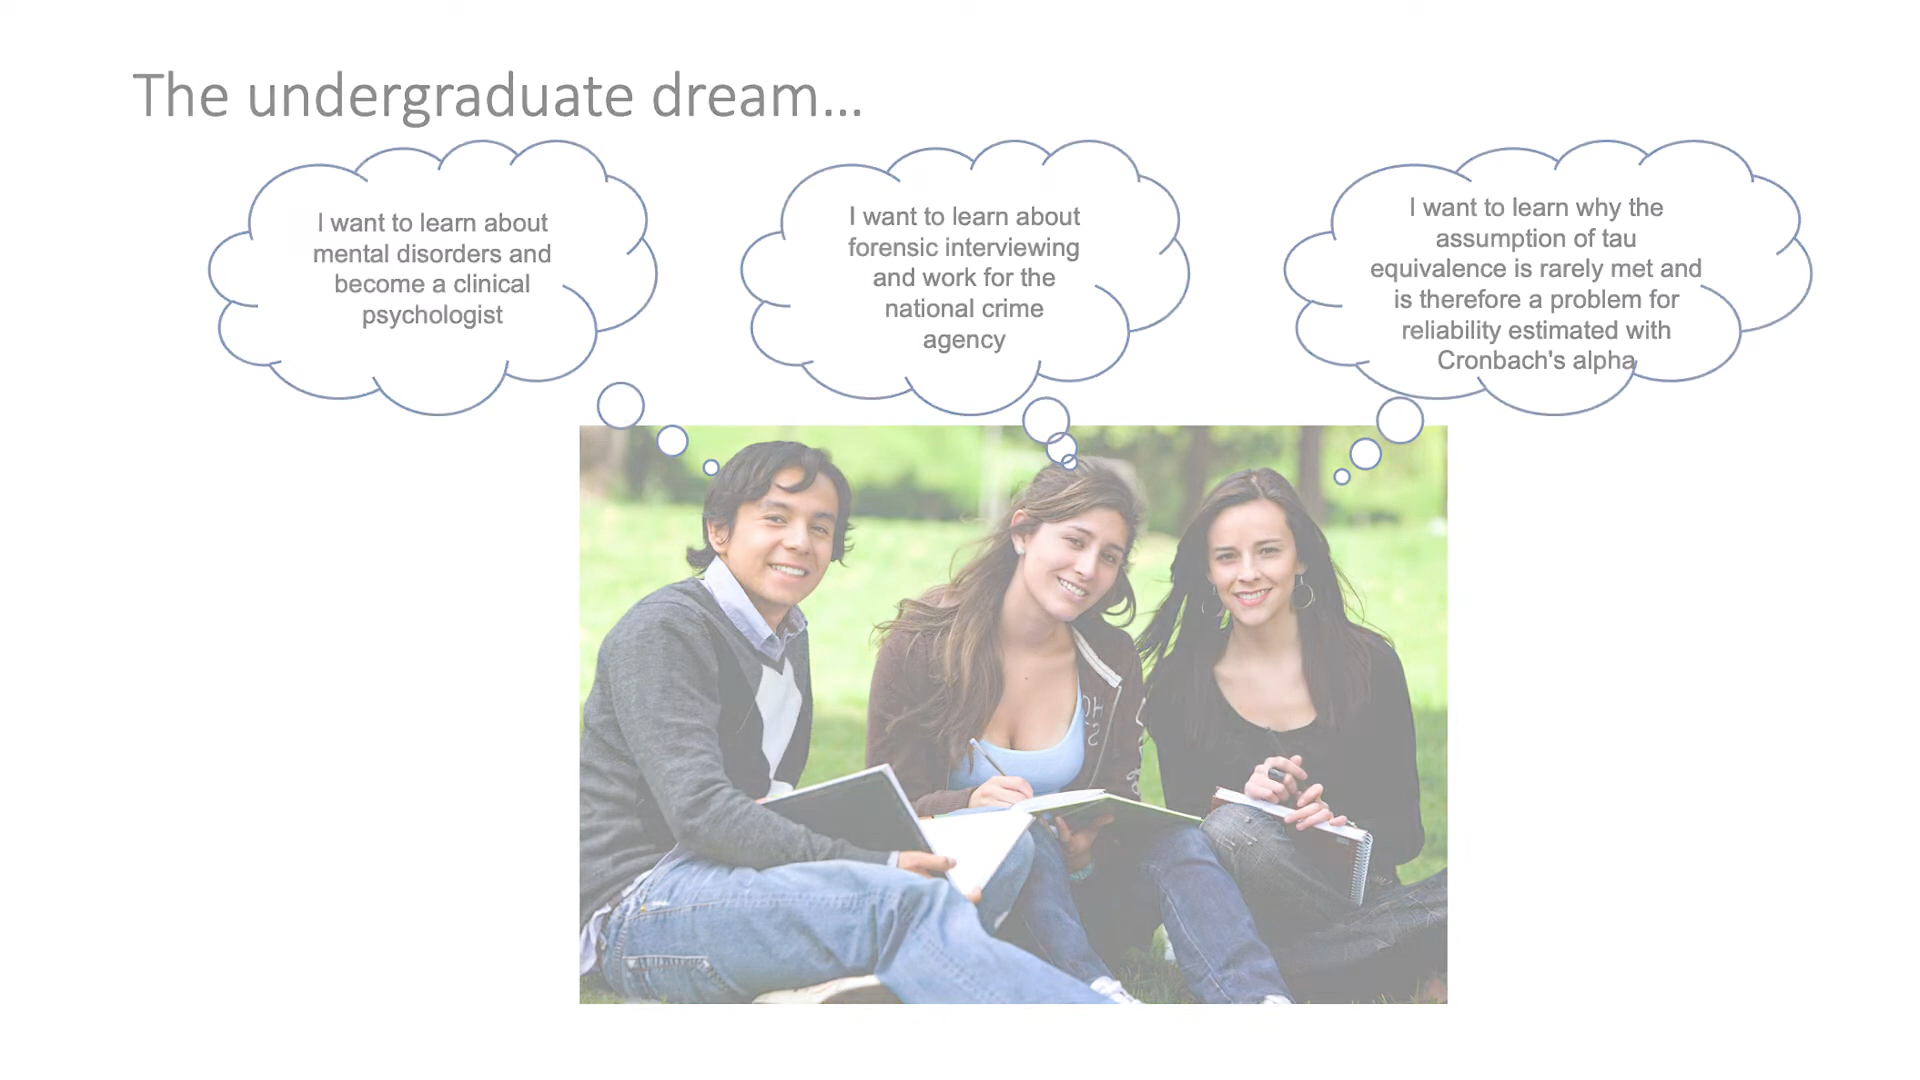 The undergraduate dream...
I want to learn about
mental disorders and
become a clinical
psychologist
I want to learn about
forensic interviewing
and work for the
national crime
agency
I want to learn why the
assumption of tau
equivalence is rarely met and
is therefore a problem for
reliability estimated with
Cronbach's alpha